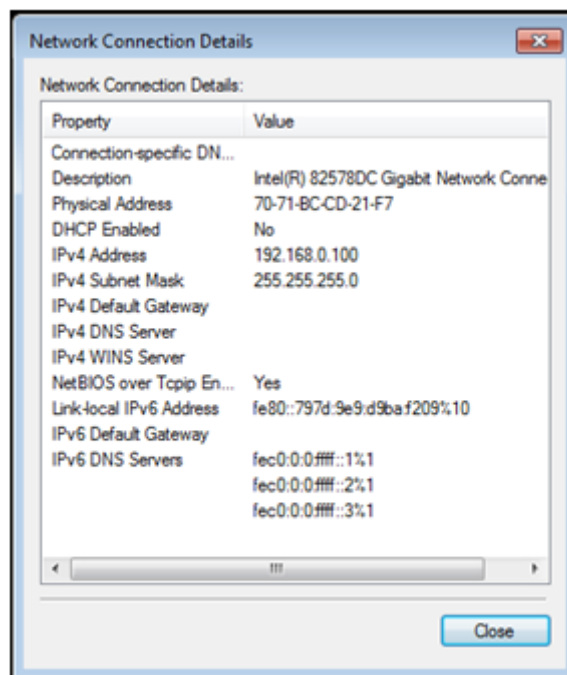 Network Connection Details
Network Connection Details:
Property Value
Connection-specific DN...
Description Intel(R) 82578DC Gigabit Network Conne
Physical Address 70-71-BC-CD-21-F7
DHCP Enabled No
IPv4 Address 192.168.0.100
IPv4 Subnet Mask 255.255.255.0
IPv4 Default Gateway
IPv4 DNS Server
IPv4 WINS Server
NetBIOS over Tcpip En... Yes
Link-local IPv6 Address fe80::797d:9e9:d9ba:f209%10
IPv6 Default Gateway
IPv6 DNS Servers fec0:0:0:ffff::1%1
fec0:0:0:ffff::2%1
fec0:0:0:ffff::3%1
Close